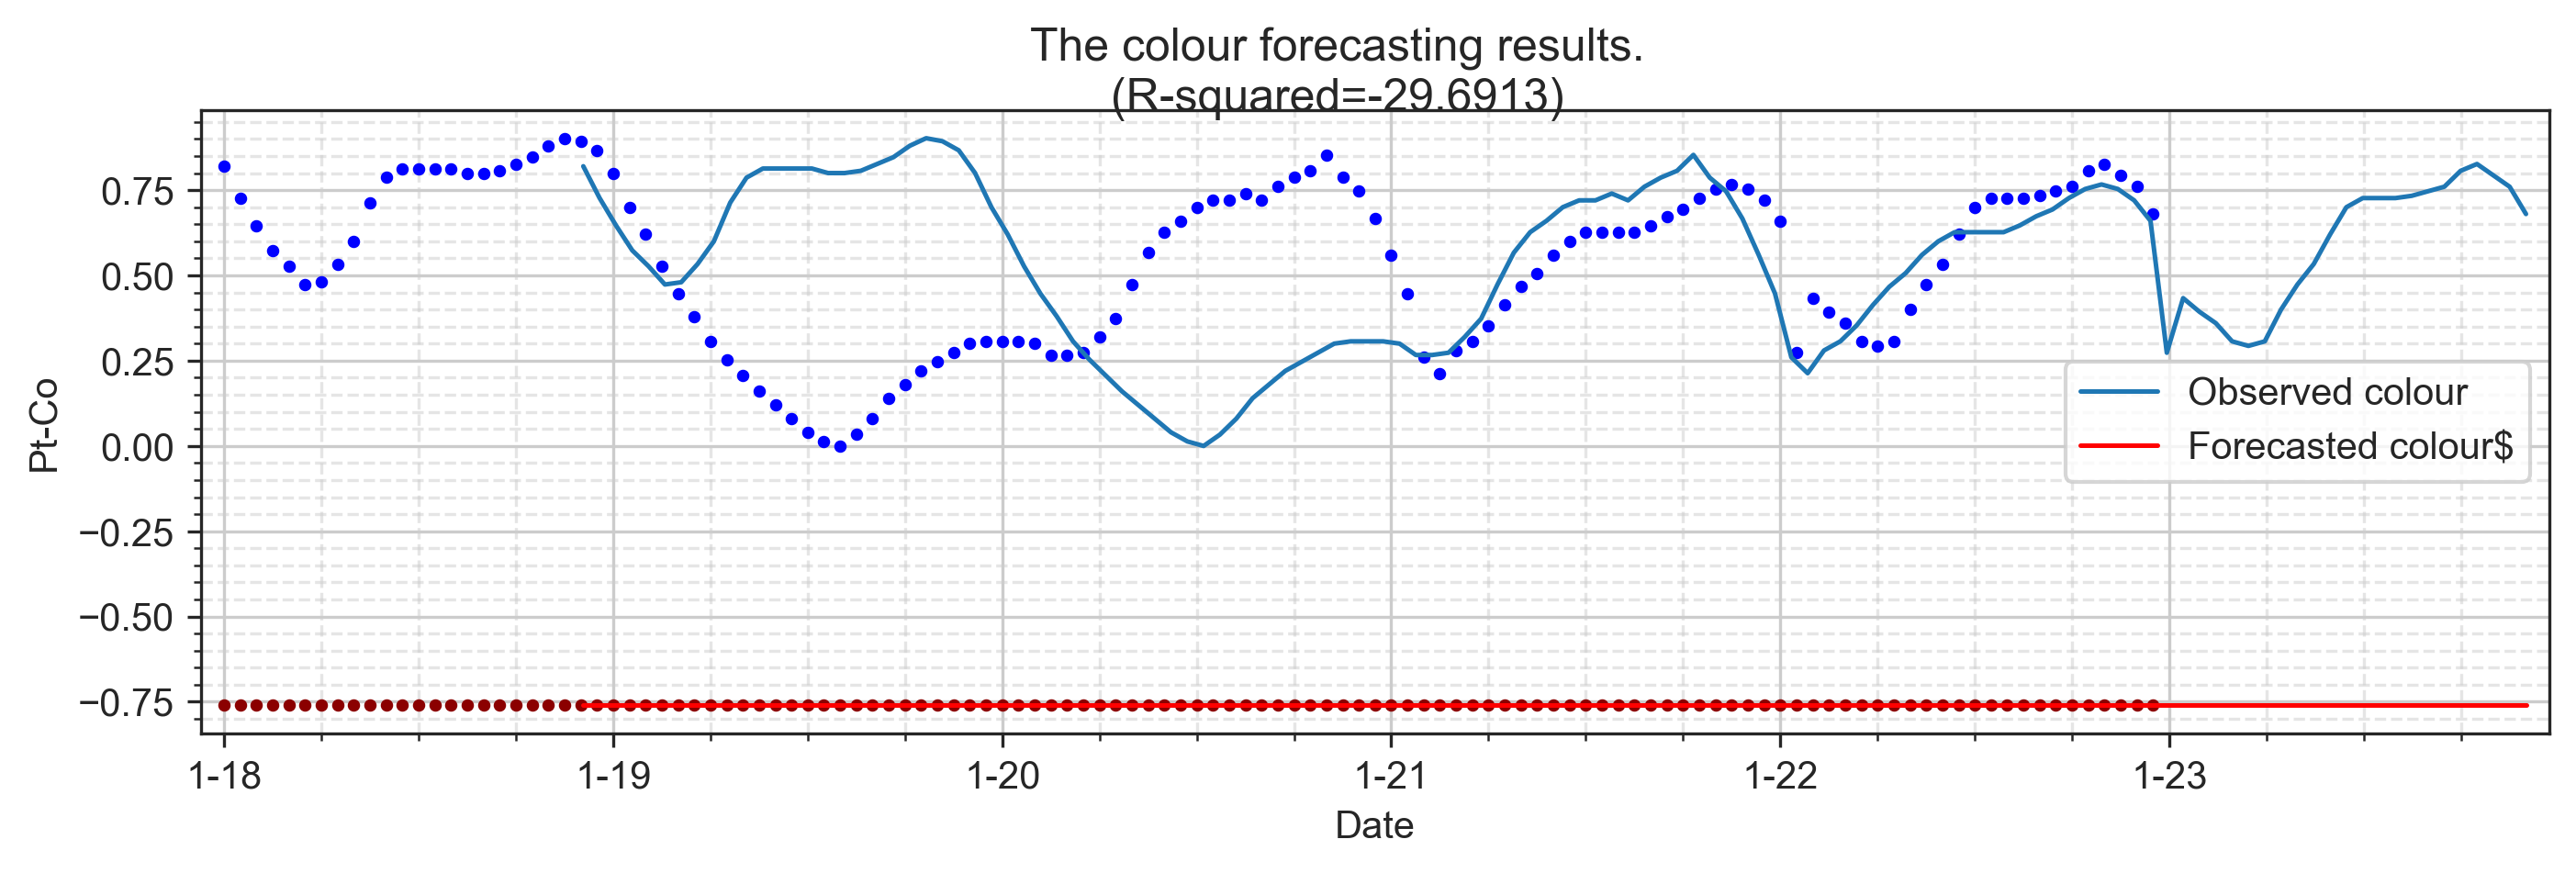 The colour forecasting results.
(R-squared=-29.6913)
Pt-Co
0.75
0.50
0.25
0.00
−0.25
−0.50
−0.75
Observed colour
Forecasted colour$
1-18
1-19
1-20
1-21
1-22
1-23
Date